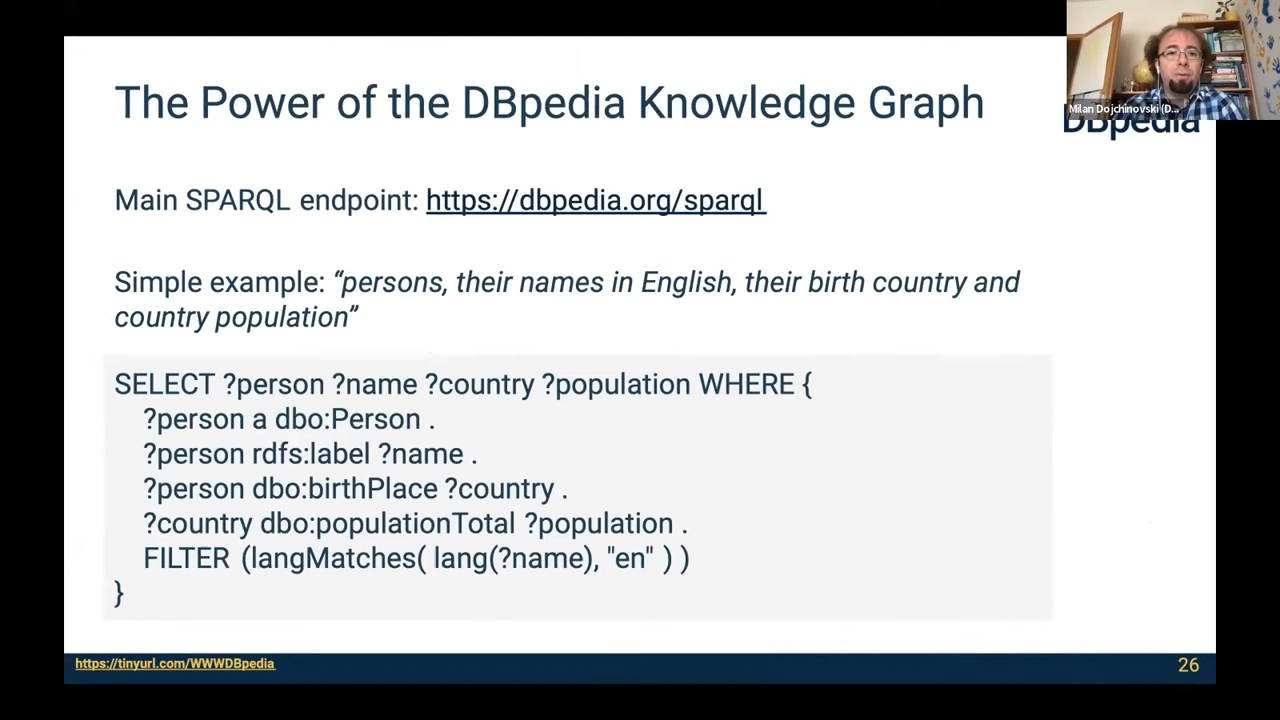 The Power of the DBpedia Knowledge Graph
Milan Dojchinovski (D...
DBpedia
Main SPARQL endpoint: https://dbpedia.org/sparql
Simple example: “persons, their names in English, their birth country and
country population”
SELECT ?person ?name ?country ?population WHERE {
?person a dbo:Person .
?person rdfs:label ?name .
?person dbo:birthPlace ?country .
?country dbo:populationTotal ?population .
FILTER (langMatches( lang(?name), "en" ) )
}
https://tinyurl.com/WWWDBpedia
26